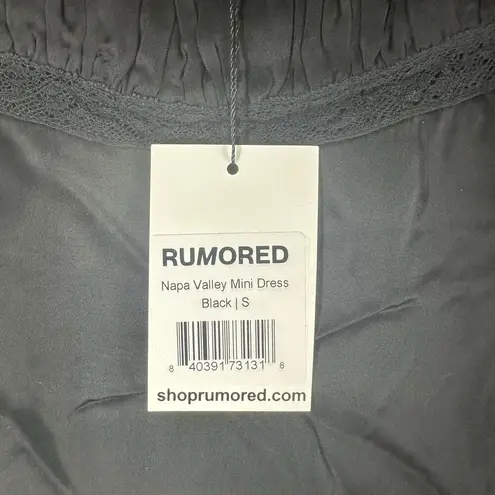 RUMORED
Napa Valley Mini Dress
Black | S
8 40391 73131 8
shoprumored.com